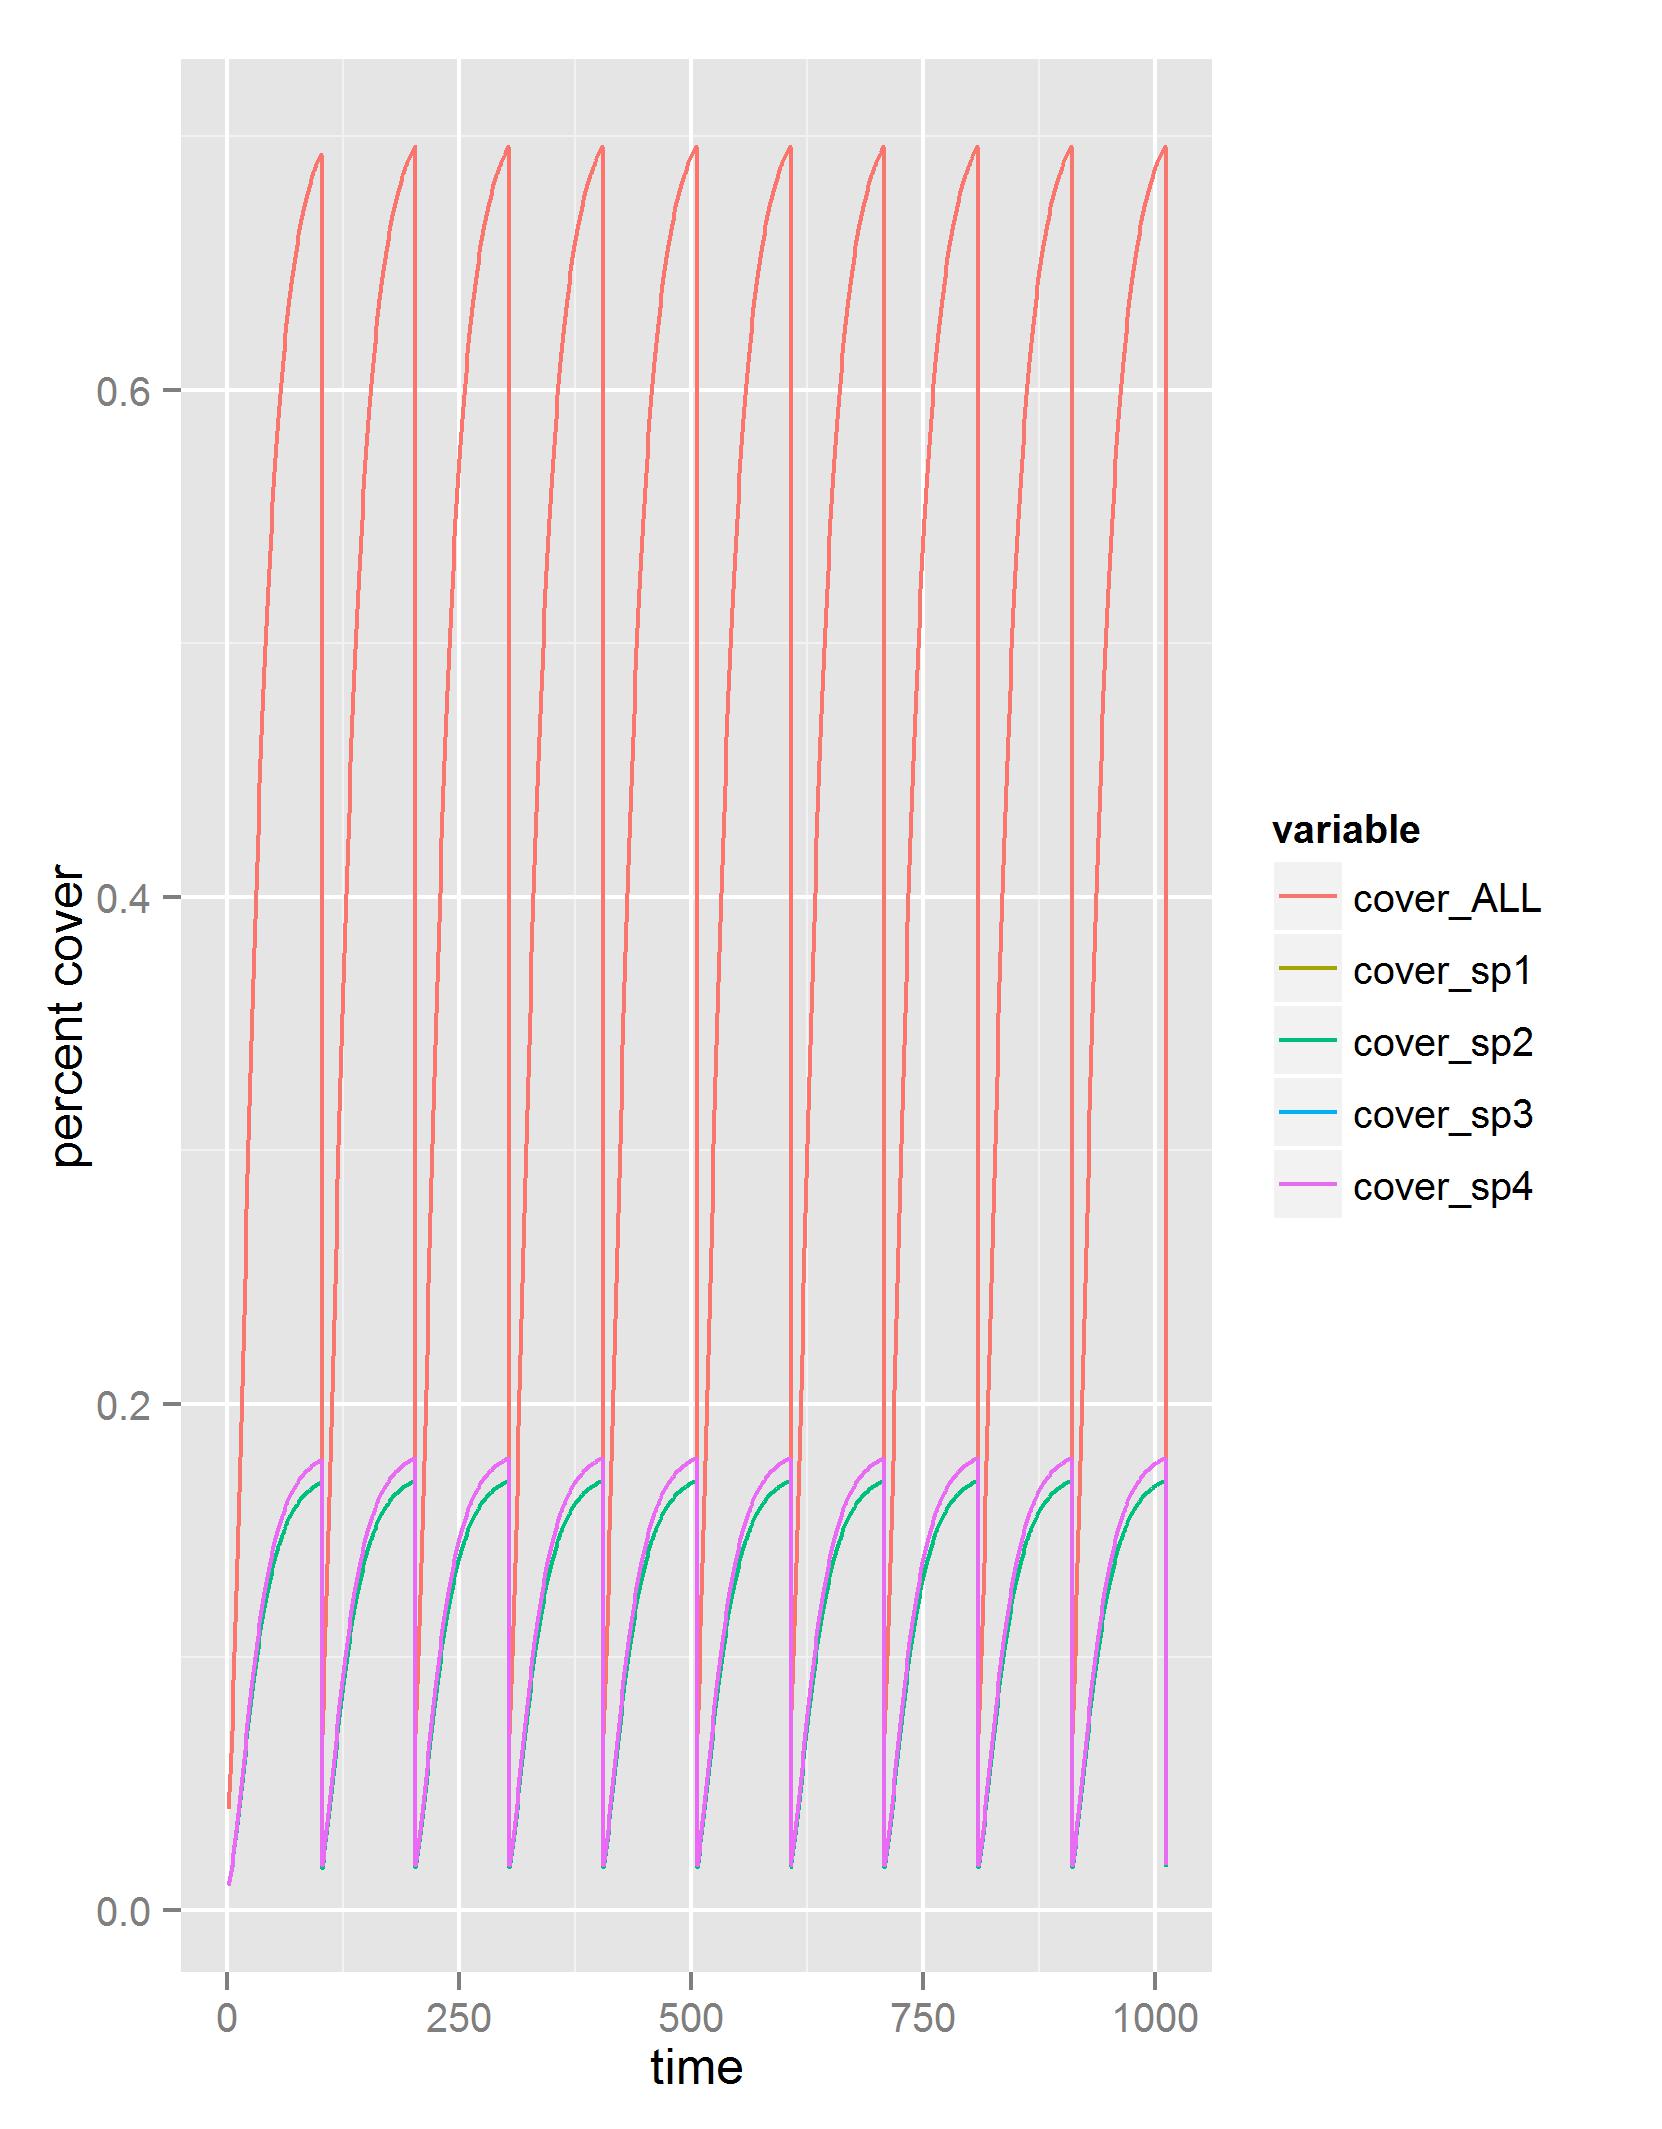 percent cover
0.6
0.4
0.2
0.0
0 250 500 750 1000
time
variable
cover_ALL
cover_sp1
cover_sp2
cover_sp3
cover_sp4